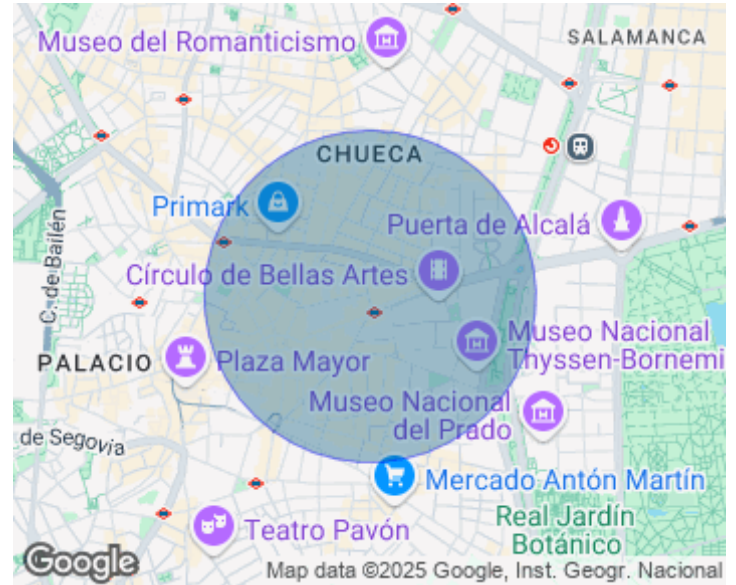 Museo del Romanticismo
SALAMANCA
CHUECA
Primark
Puerta de Alcalá
C. de Bailén
Círculo de Bellas Artes
Museo Nacional
Thyssen-Bornemi
PALACIO
Plaza Mayor
Museo Nacional
del Prado
de Segovia
Mercado Antón Martín
Teatro Pavón
Real Jardín
Botánico
Google
Map data ©2025 Google, Inst. Geogr. Nacional